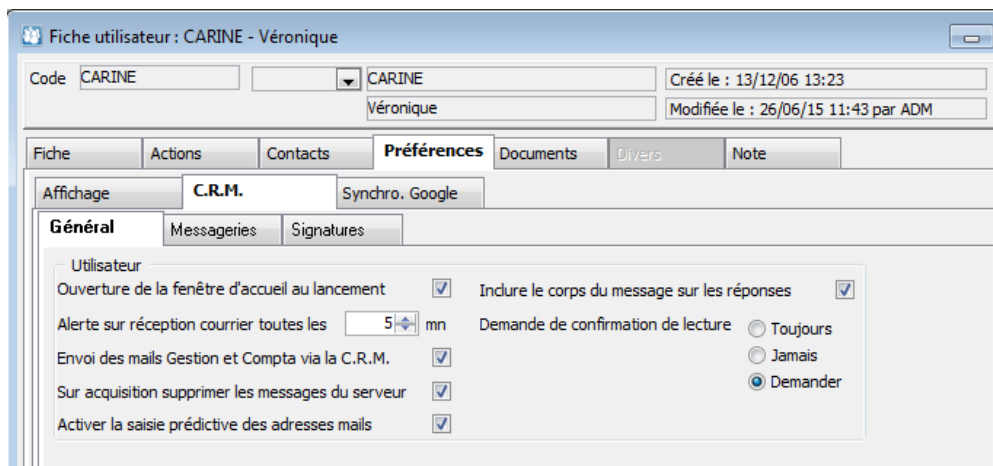 Fiche utilisateur : CARINE - Véronique
Code CARINE CARINE Créé le : 13/12/06 13:23
Véronique Modifiée le : 26/06/15 11:43 par ADM
Fiche Actions Contacts Préférences Documents Divers Note
Affichage C.R.M. Synchro. Google
Général Messageries Signatures
Utilisateur
Ouverture de la fenêtre d'accueil au lancement Inclure le corps du message sur les réponses
Alerte sur réception courrier toutes les 5 mn Demande de confirmation de lecture Toujours
Envoi des mails Gestion et Compta via la C.R.M. Jamais
Sur acquisition supprimer les messages du serveur Demander
Activer la saisie prédictive des adresses mails